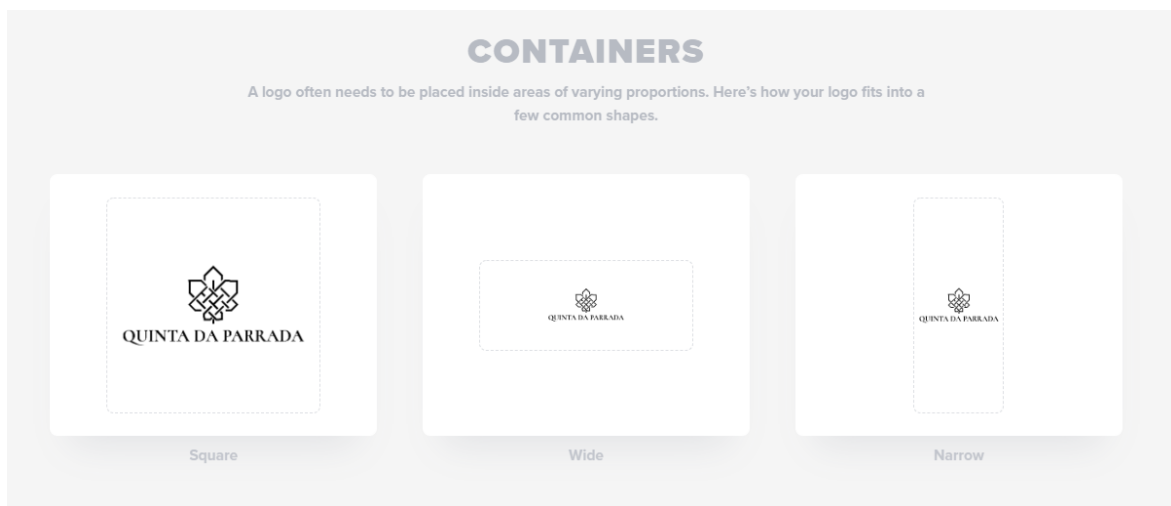 CONTAINERS
A logo often needs to be placed inside areas of varying proportions. Here's how your logo fits into a
few common shapes.
QUINTA DA PARRADA
QUINTA DA PARRADA
QUINTA DA PARRADA
Square
Wide
Narrow